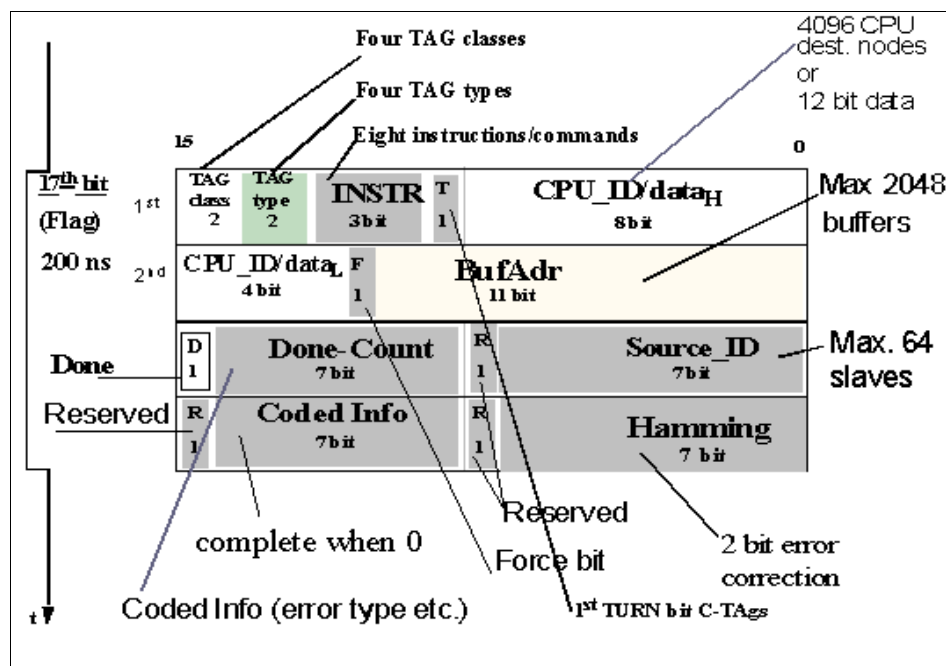 Four TAG classes
4096 CPU
dest. nodes
or
12 bit data
Four TAG types
Eight instructions/commands
15
0
17th bit
(Flag)
200 ns
1st
TAG
class
2
TAG
type
2
INSTR
3bit
T
1
CPU_ID/dataH
8bit
Max 2048
buffers
2nd
CPU_ID/dataL
4bit
F
1
BufAdr
11bit
Done
D
1
Done-Count
7bit
R
1
Source_ID
7bit
Max. 64
slaves
Reserved
R
1
Coded Info
7bit
R
1
Hamming
7 bit
complete when 0
Reserved
Force bit
2 bit error
correction
Coded Info (error type etc.)
1st TURN bit C-TAgs
t